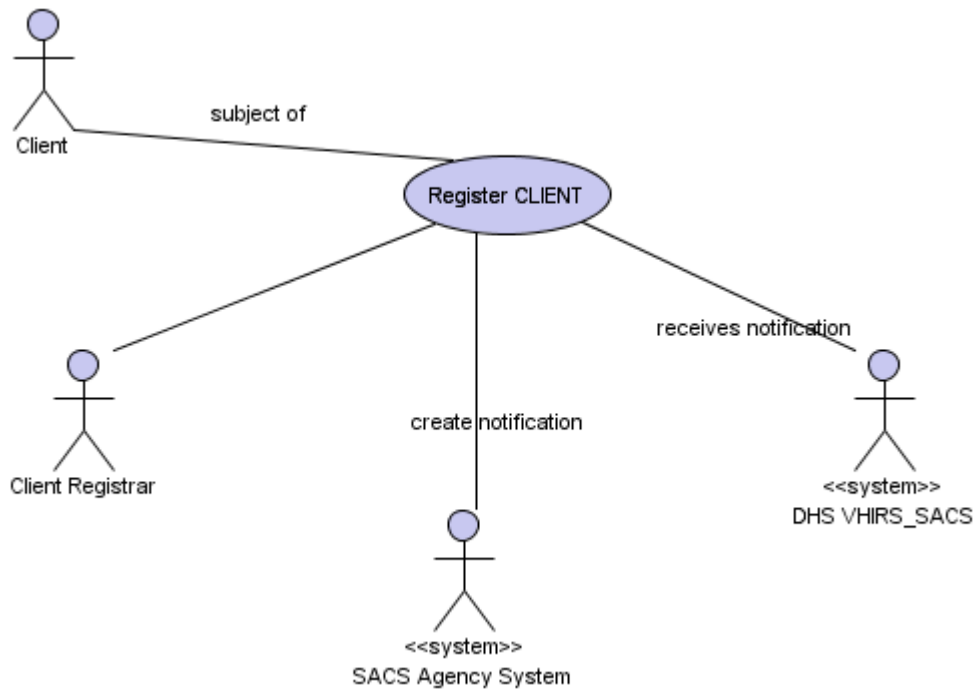 subject of
Client
Register CLIENT
receives notification
create notification
Client Registrar
<<system>>
DHS VHIRS_SACS
<<system>>
SACS Agency System